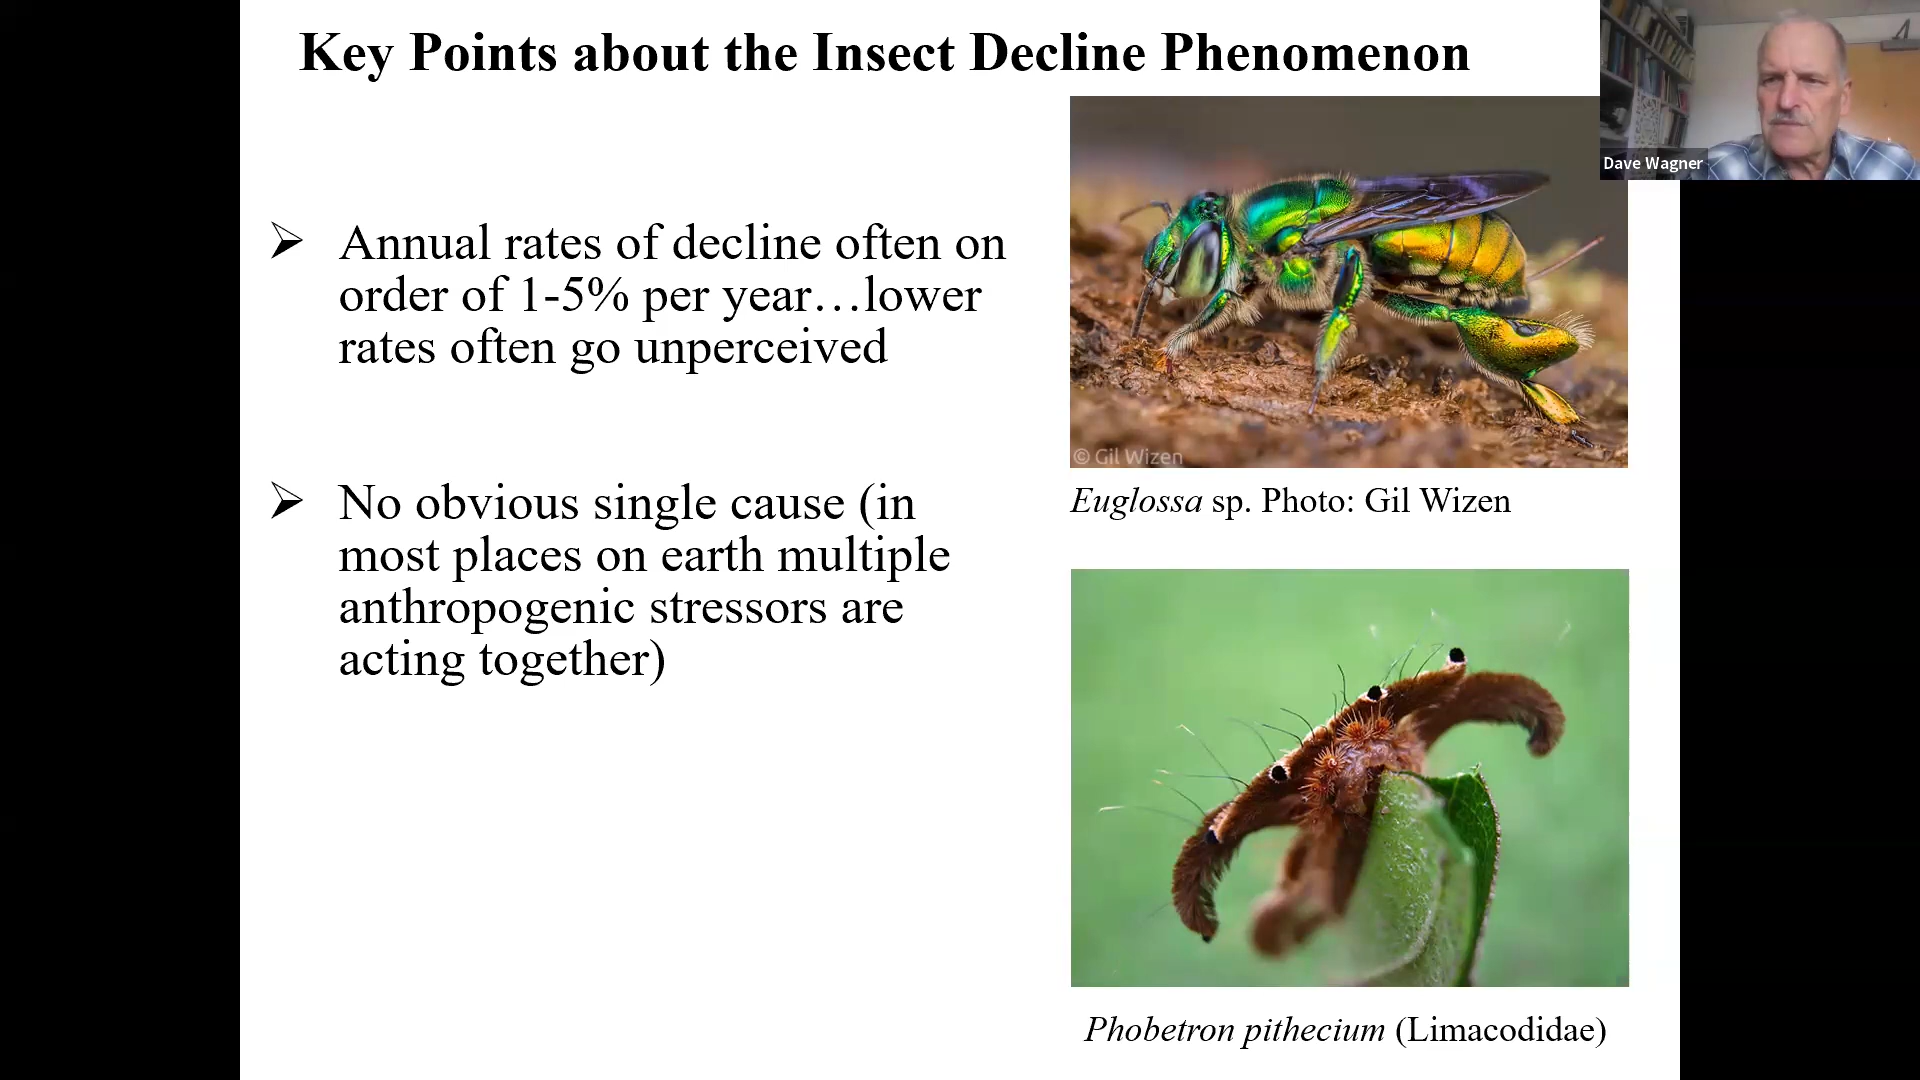 Key Points about the Insect Decline Phenomenon
Dave Wagner
➢ Annual rates of decline often on
order of 1-5% per year…lower
rates often go unperceived
➢ No obvious single cause (in
most places on earth multiple
anthropogenic stressors are
acting together)
© Gil Wizen
Euglossa sp. Photo: Gil Wizen
Phobetron pithecium (Limacodidae)